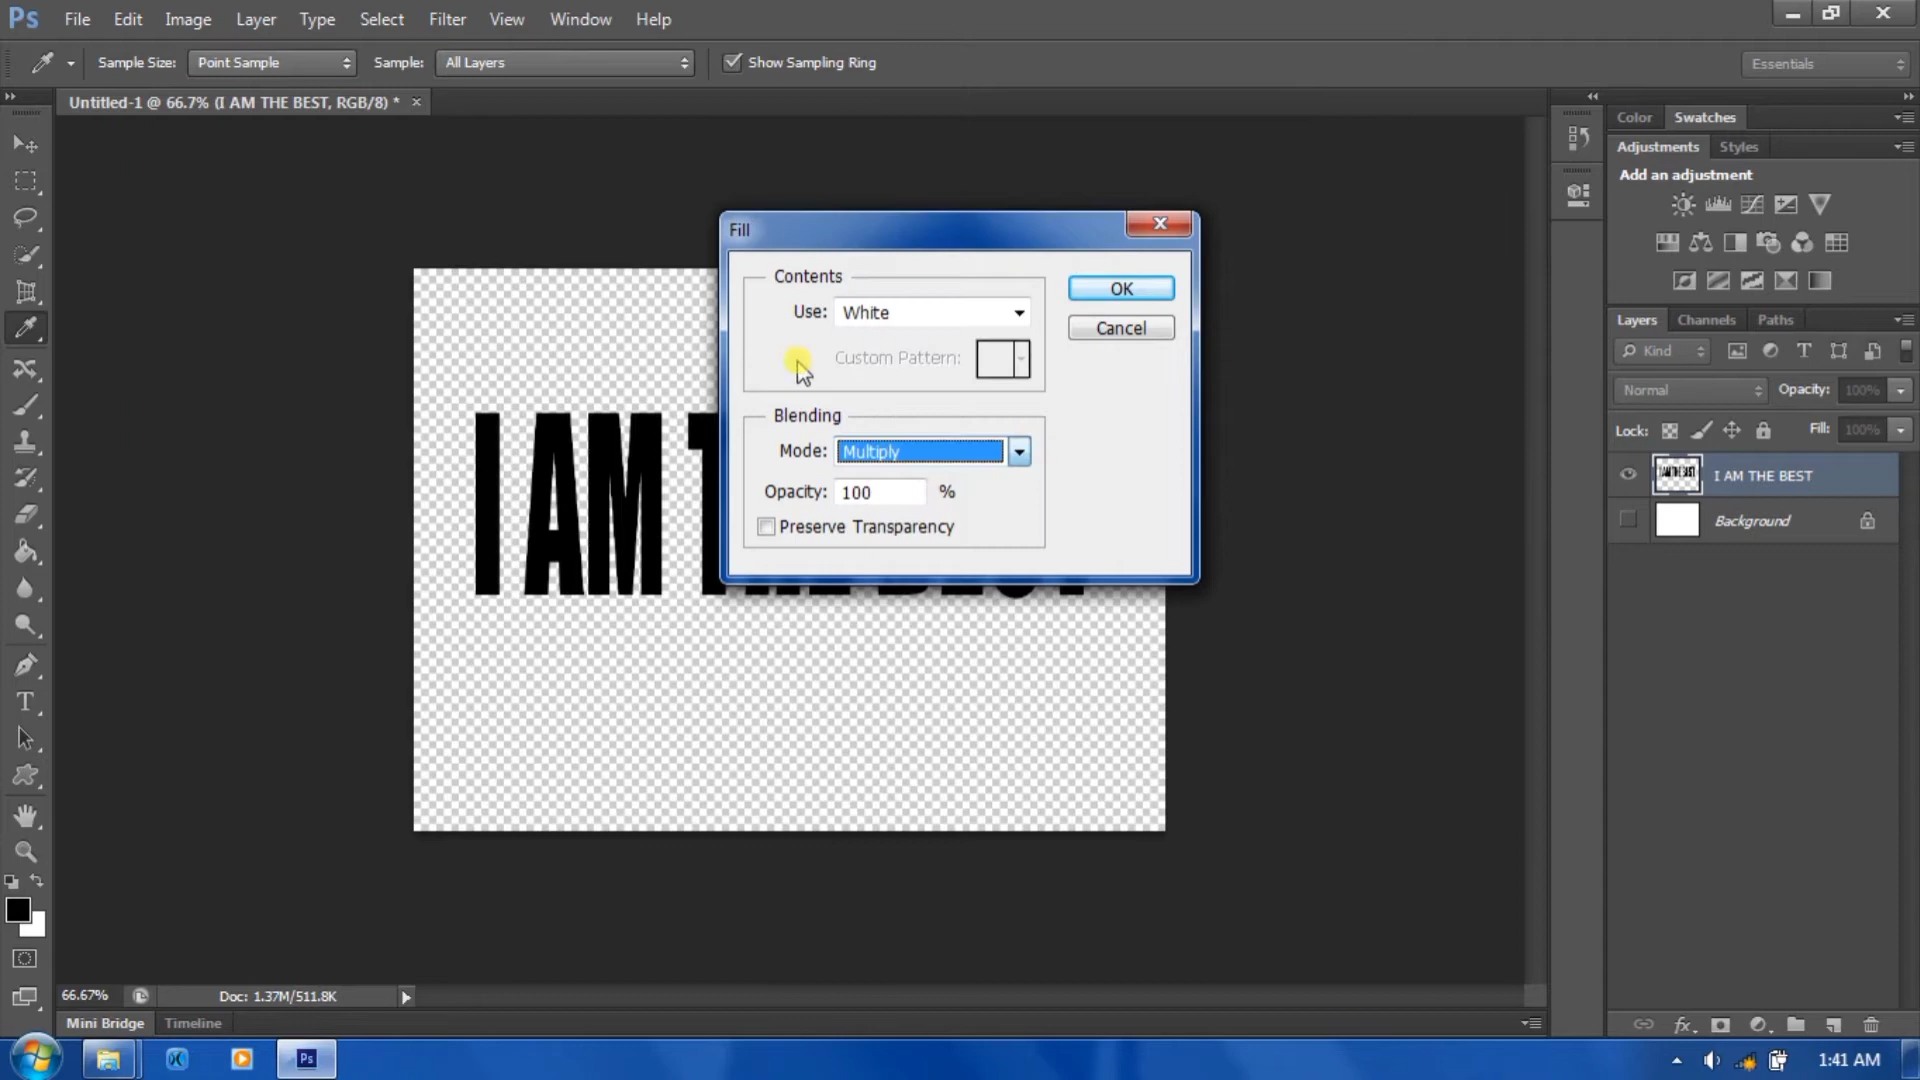 Ps File Edit Image Layer Type Select Filter View Window Help
Sample Size: Point Sample Sample: All Layers Show Sampling Ring Essentials
Untitled-1 @ 66.7% (I AM THE BEST, RGB/8) * ×
Color Swatches
Adjustments Styles
Add an adjustment
Fill
Contents
Use: White
Custom Pattern:
OK
Cancel
Blending
Mode: Multiply
Opacity: 100 %
Preserve Transparency
I AM T
Layers Channels Paths
Kind
Normal Opacity: 100%
Lock: Fill: 100%
I AM THE BEST
Background
66.67% Doc: 1.37M/511.8K
Mini Bridge Timeline
Ps 1:41 AM